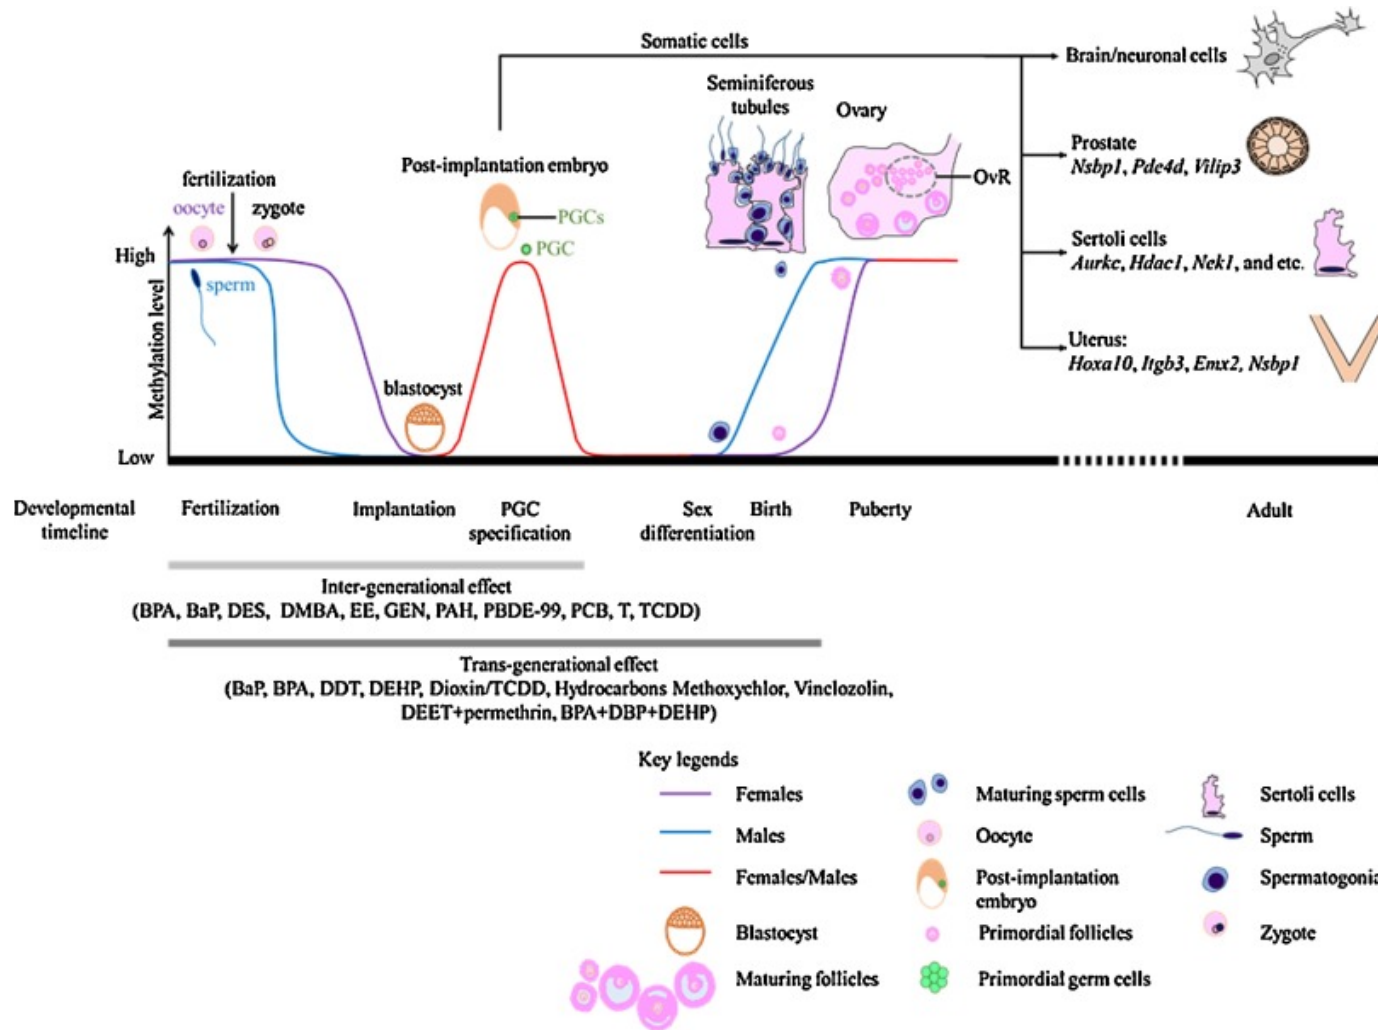 Somatic cells
Brain/neuronal cells
Seminiferous
tubules
Ovary
Prostate
Nsbp1, Pde4d, Vilip3
Post-implantation embryo
fertilization
oocyte
zygote
PGCs
PGC
OvR
Sertoli cells
Aurkc, Hdac1, Nek1, and etc.
High
sperm
Methylation level
Uterus:
Hoxa10, Itgb3, Emx2, Nsbp1
blastocyst
Low
Developmental
timeline
Fertilization
Implantation
PGC
specification
Sex
differentiation
Birth
Puberty
Adult
Inter-generational effect
(BPA, BaP, DES, DMBA, EE, GEN, PAH, PBDE-99, PCB, T, TCDD)
Trans-generational effect
(BaP, BPA, DDT, DEHP, Dioxin/TCDD, Hydrocarbons Methoxychlor, Vinclozolin,
DEET+permethrin, BPA+DBP+DEHP)
Key legends
Females
Maturing sperm cells
Sertoli cells
Males
Oocyte
Sperm
Females/Males
Post-implantation
embryo
Spermatogonia
Blastocyst
Primordial follicles
Zygote
Maturing follicles
Primordial germ cells